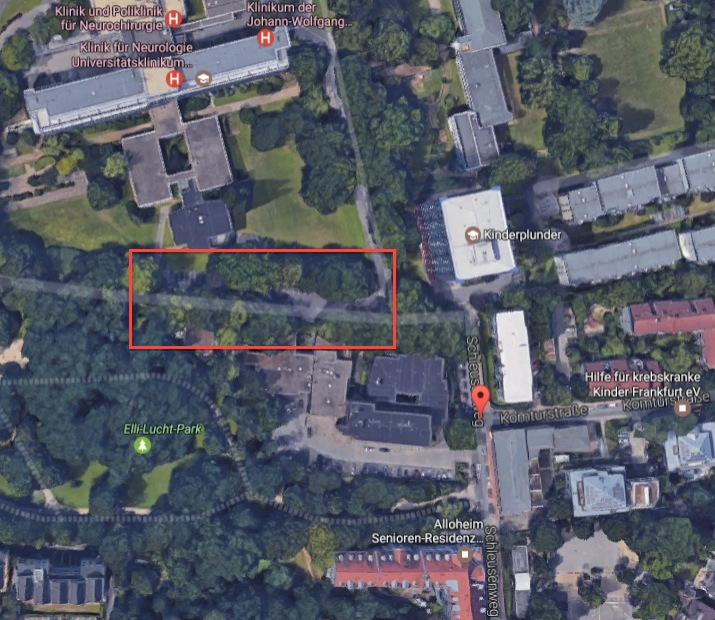 Klinik und Poliklinik
für Neurochirurgie
Klinikum der
Johann-Wolfgang...
Klinik für Neurologie
Universitätsklinikum...
Kinderplunder
Schleusenweg
Hilfe für krebskranke
Kinder Frankfurt eV
Komturstraße
Komturstraße
Elli-Lucht-Park
Alloheim
Senioren-Residenz...
Schleusenweg